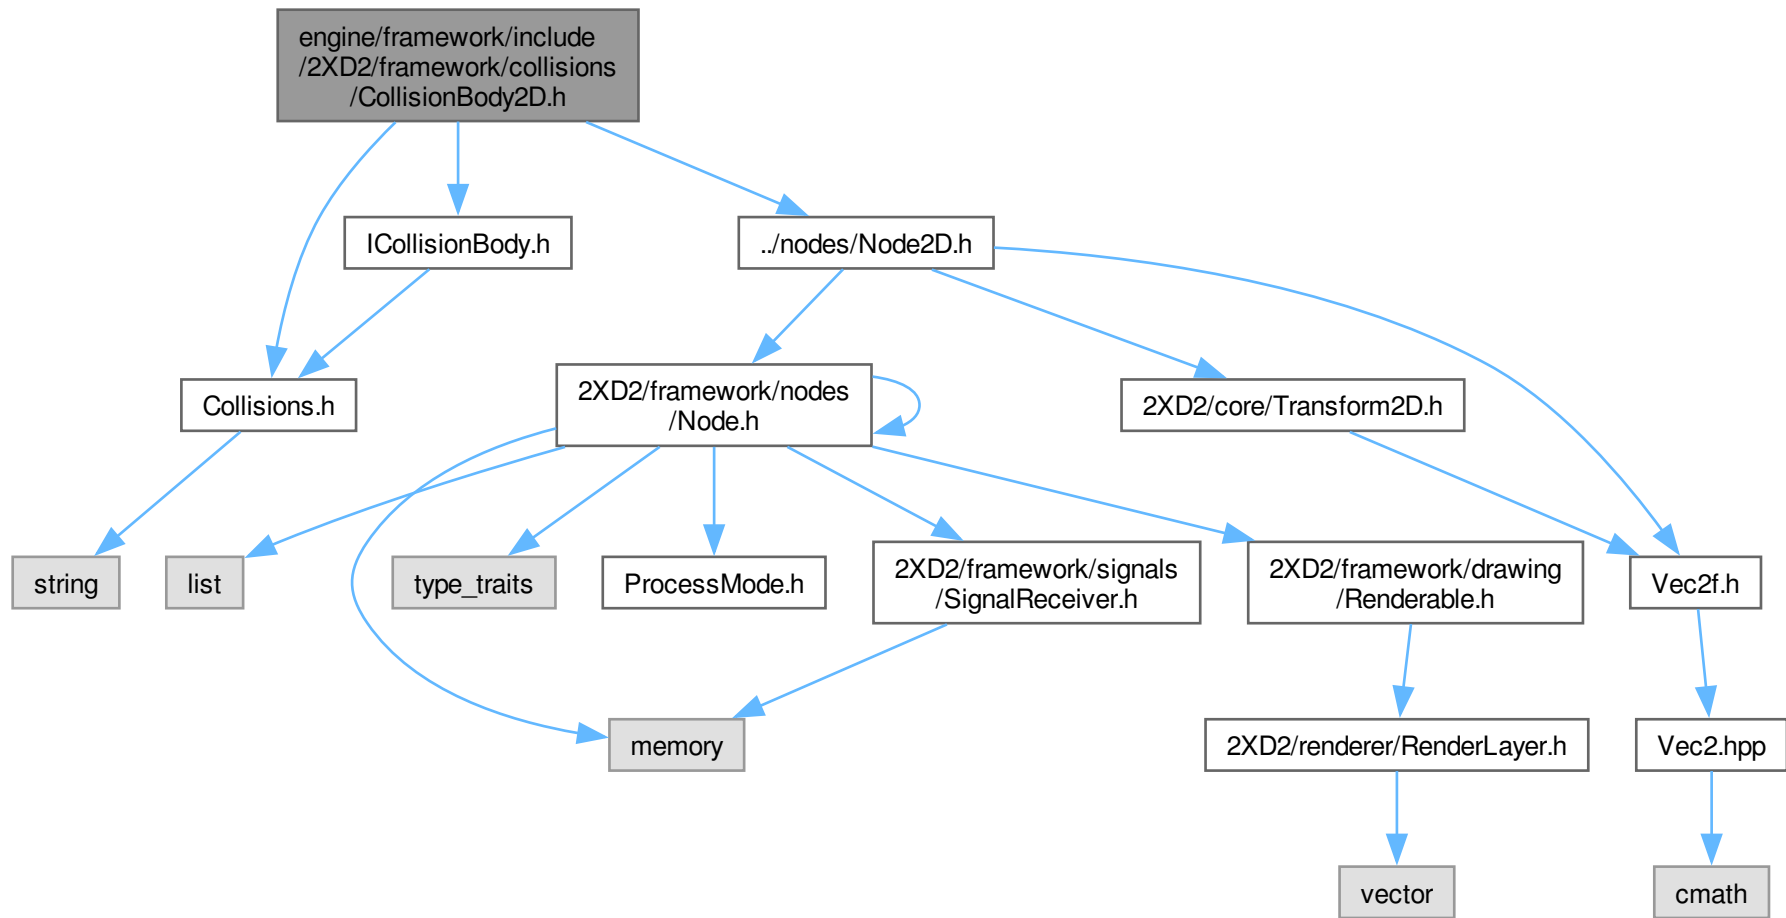 engine/framework/include
/2XD2/framework/collisions
/CollisionBody2D.h
ICollisionBody.h
../nodes/Node2D.h
Collisions.h
2XD2/framework/nodes
/Node.h
2XD2/core/Transform2D.h
string
list
type_traits
ProcessMode.h
2XD2/framework/signals
/SignalReceiver.h
2XD2/framework/drawing
/Renderable.h
Vec2f.h
memory
2XD2/renderer/RenderLayer.h
Vec2.hpp
vector
cmath